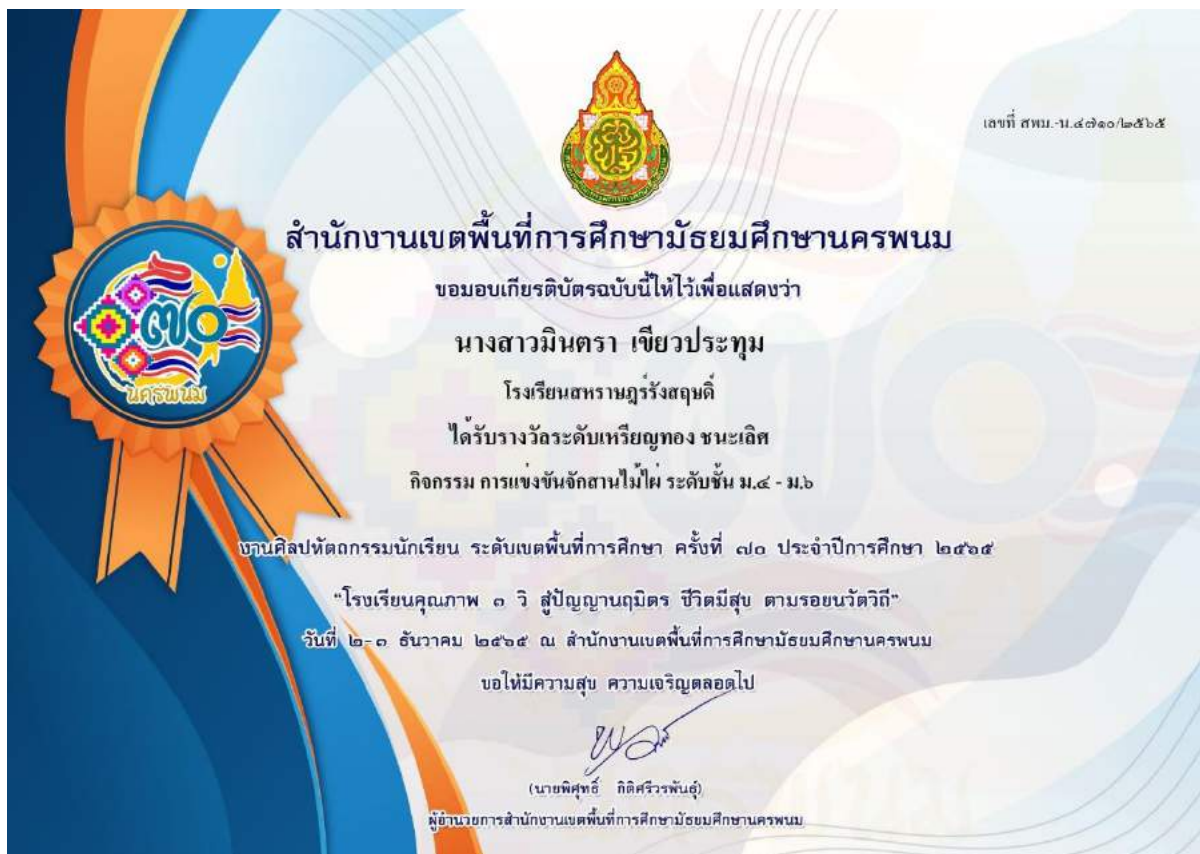 เลขที่ สพม.-น.๔๗๑๐/๒๕๖๕
สำนักงานเขตพื้นที่การศึกษามัธยมศึกษานครพนม
ขอมอบเกียรติบัตรฉบับนี้ให้ไว้เพื่อแสดงว่า
นางสาวมินตรา เขียวประทุม
โรงเรียนสหราษฎร์รังสฤษดิ์
ได้รับรางวัลระดับเหรียญทอง ชนะเลิศ
กิจกรรม การแข่งขันจักสานไม้ไผ่ ระดับชั้น ม.๔ - ม.๖
๗๐
นครพนม
งานศิลปหัตถกรรมนักเรียน ระดับเขตพื้นที่การศึกษา ครั้งที่ ๗๐ ประจำปีการศึกษา ๒๕๖๕
“โรงเรียนคุณภาพ ๓ วิ สู่ปัญญานฤมิตร ชีวิตมีสุข ตามรอยนวัตวิถี”
วันที่ ๒-๓ ธันวาคม ๒๕๖๕ ณ สำนักงานเขตพื้นที่การศึกษามัธยมศึกษานครพนม
ขอให้มีความสุข ความเจริญตลอดไป
(นายพิศุทธิ์ กิติศรีวรพันธุ์)
ผู้อำนวยการสำนักงานเขตพื้นที่การศึกษามัธยมศึกษานครพนม